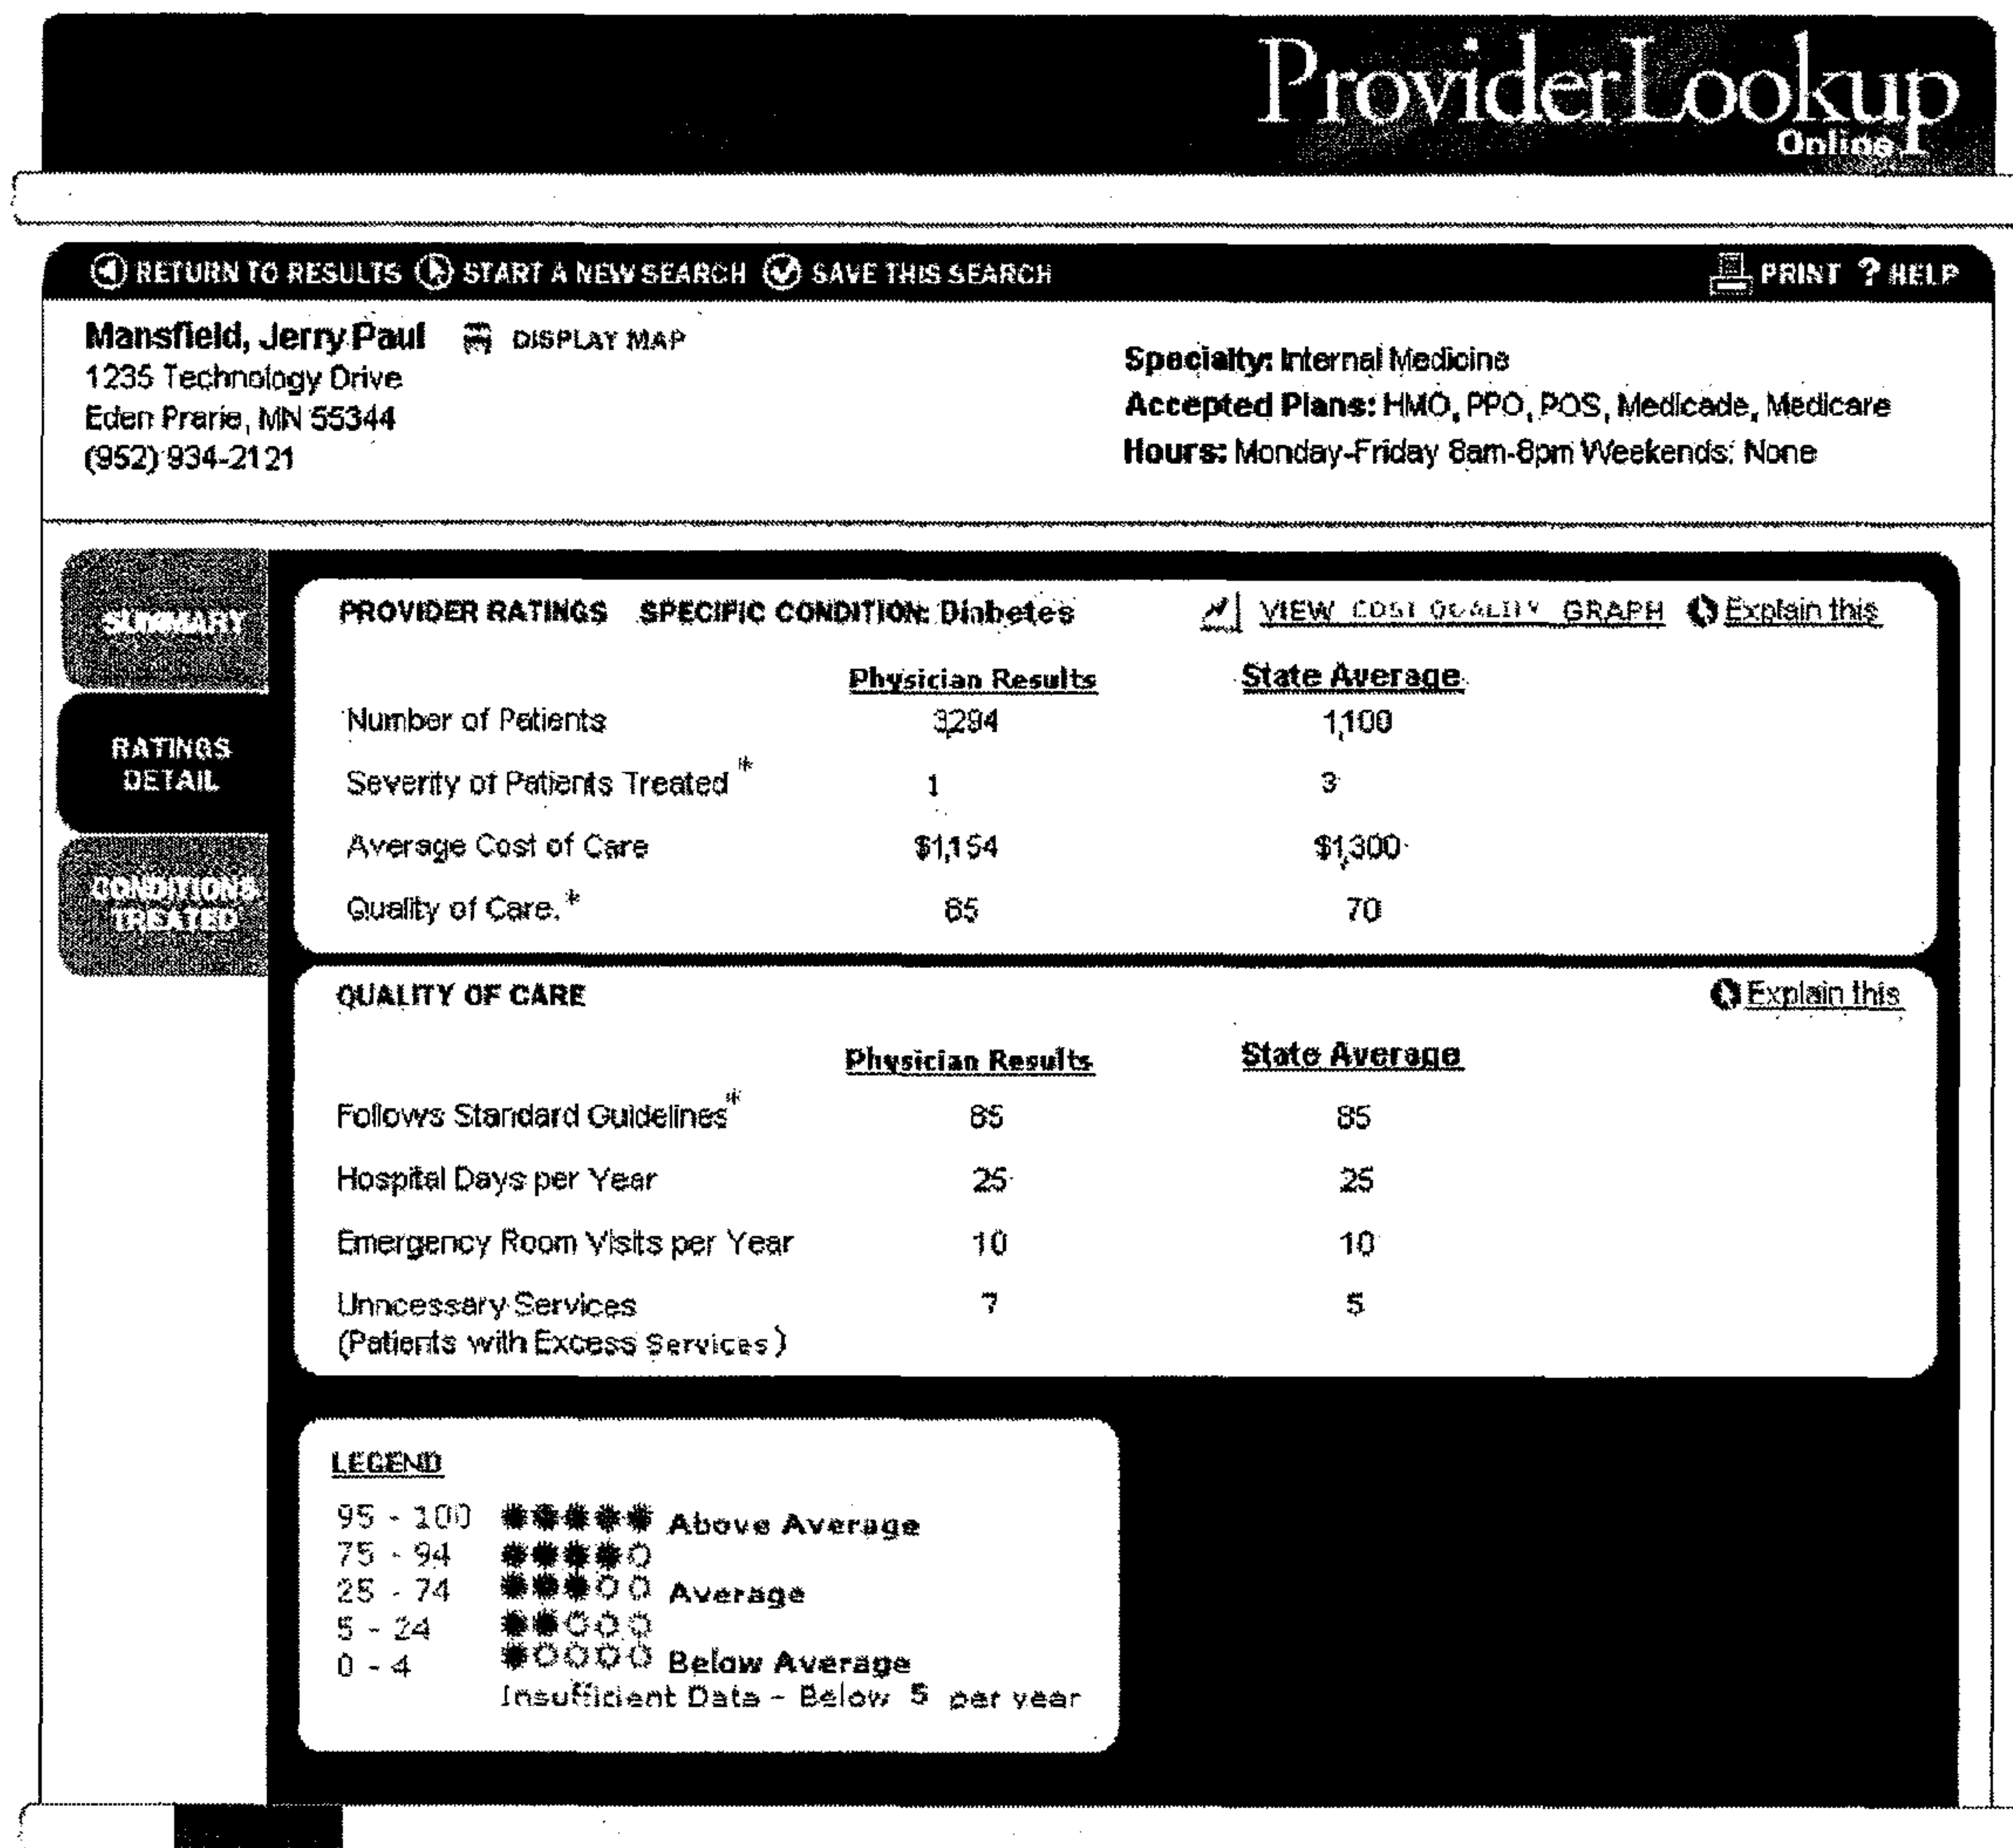 ProviderLookup
Online
RETURN TO RESULTS START A NEW SEARCH SAVE THIS SEARCH PRINT ? HELP
Mansfield, Jerry Paul DISPLAY MAP
1235 Technology Drive
Eden Prarie, MN 55344
(952) 934-2121
Specialty: Internal Medicine
Accepted Plans: HMO, PPO, POS, Medicade, Medicare
Hours: Monday-Friday 8am-8pm Weekends: None
SUMMARY
RATINGS
DETAIL
CONDITIONS
TREATED
PROVIDER RATINGS SPECIFIC CONDITION: Diabetes VIEW COST QUALITY GRAPH Explain this
Physician Results State Average
Number of Patients 3,294 1,100
Severity of Patients Treated * 1 3
Average Cost of Care $1,154 $1,300
Quality of Care. * 85 70
QUALITY OF CARE Explain this
Physician Results State Average
Follows Standard Guidelines* 85 85
Hospital Days per Year 25 25
Emergency Room Visits per Year 10 10
Unncessary Services 7 5
(Patients with Excess Services)
LEGEND
95 - 100 Above Average
75 - 94
25 - 74 Average
5 - 24
0 - 4 Below Average
Insufficient Data - Below 5 per year